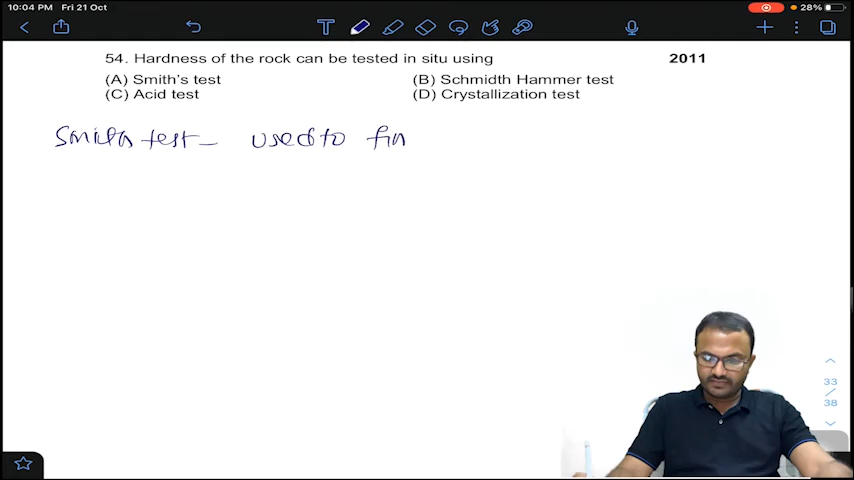 10:04 PM Fri 21 Oct
28%
54. Hardness of the rock can be tested in situ using 2011
(A) Smith's test (B) Schmidth Hammer test
(C) Acid test (D) Crystallization test
Smith test - used to fin
33
38